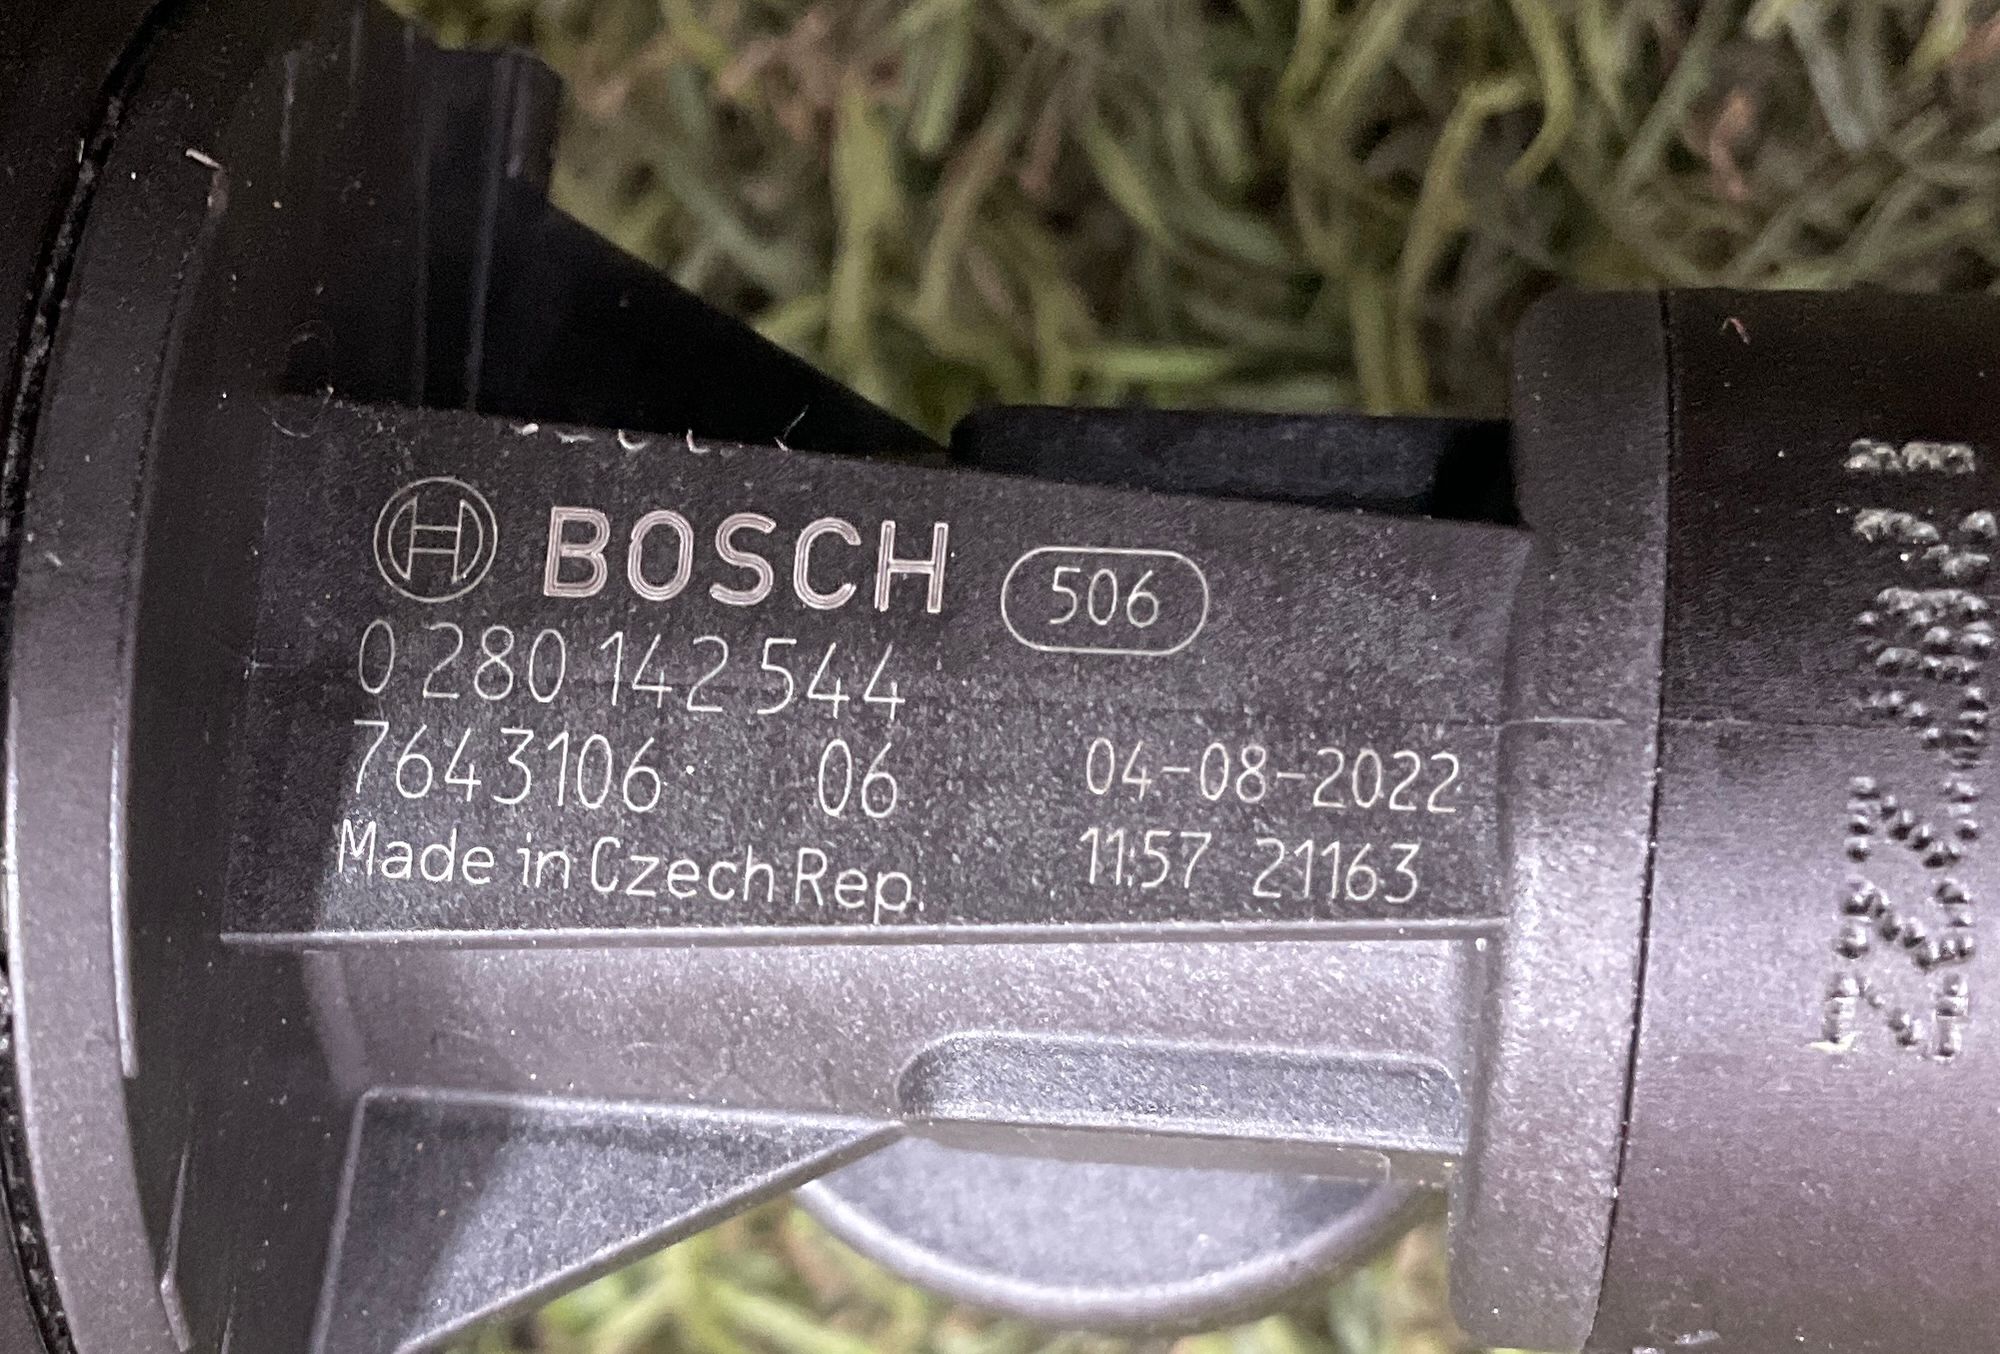 BOSCH 506
0 280 142 544
7643106 06 04-08-2022
Made in Czech Rep. 11:57 21163